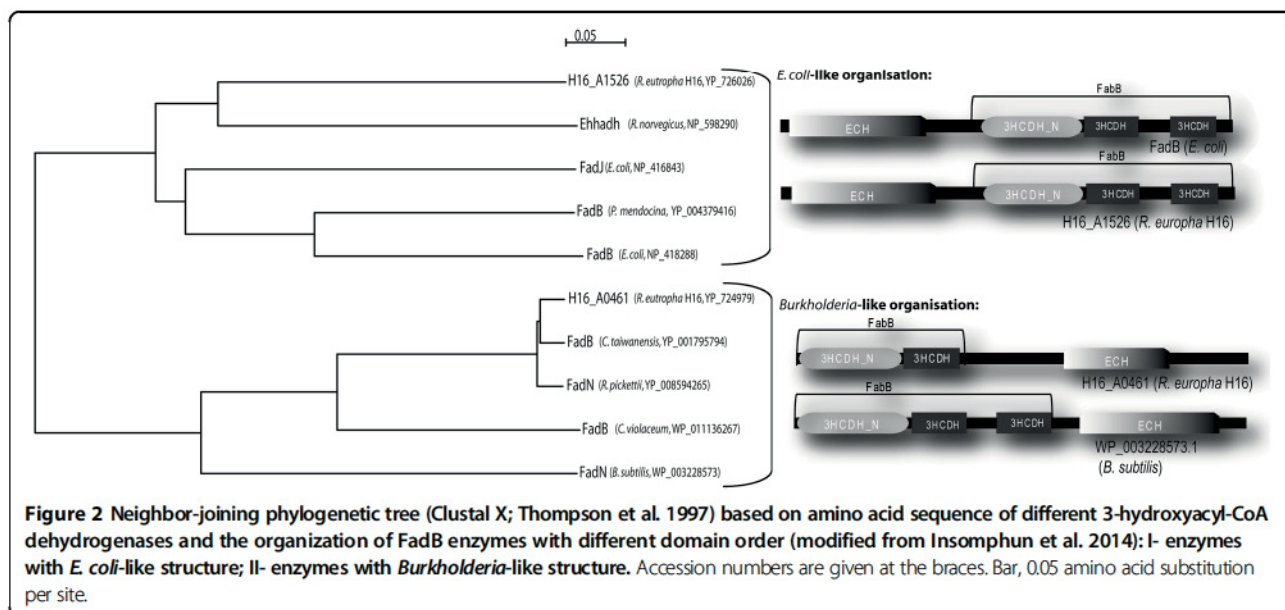 0.05
H16_A1526 (R. eutropha H16, YP_726026)
Ehhadh (R. norvegicus, NP_598290)
FadJ (E. coli, NP_416843)
FadB (P. mendocina, YP_004379416)
FadB (E. coli, NP_418288)
H16_A0461 (R. eutropha H16, YP_724979)
FadB (C. taiwanensis, YP_001795794)
FadN (R. pickettii, YP_008594265)
FadB (C. violaceum, WP_011136267)
FadN (B. subtilis, WP_003228573)
E. coli-like organisation:
FabB
ECH 3HCDH_N 3HCDH 3HCDH
FadB (E. coli)
FabB
ECH 3HCDH_N 3HCDH 3HCDH
H16_A1526 (R. europha H16)
Burkholderia-like organisation:
FabB
3HCDH_N 3HCDH ECH
H16_A0461 (R. europha H16)
FabB
3HCDH_N 3HCDH 3HCDH ECH
WP_003228573.1
(B. subtilis)
Figure 2 Neighbor-joining phylogenetic tree (Clustal X; Thompson et al. 1997) based on amino acid sequence of different 3-hydroxyacyl-CoA
dehydrogenases and the organization of FadB enzymes with different domain order (modified from Insomphun et al. 2014): I- enzymes
with E. coli-like structure; II- enzymes with Burkholderia-like structure. Accession numbers are given at the braces. Bar, 0.05 amino acid substitution
per site.